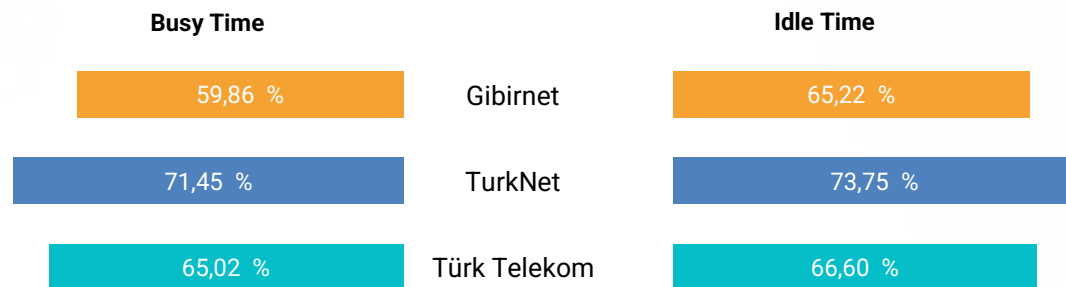 Busy Time Idle Time
59,86 % Gibirnet 65,22 %
71,45 % TurkNet 73,75 %
65,02 % Türk Telekom 66,60 %